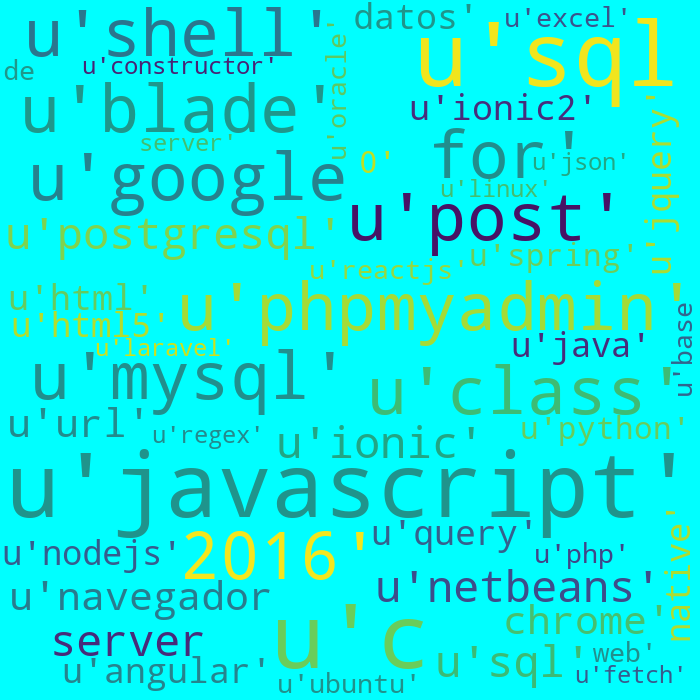 u'shell'
datos'
u'excel'
u'sql
de
u'constructor'
u'oracle'
u'blade'
u'ionic2'
u'jquery'
server'
for'
u'google
0'
u'json'
u'linux'
u'post'
u'postgresql'
u'spring'
u'reactjs'
u'html'
u'phpmyadmin'
u'html5'
u'laravel'
u'java'
u'base
u'mysql'
u'class'
u'url'
u'regex'
u'ionic'
u'python'
u'javascript'
u'nodejs'
2016'
u'query'
u'php'
native'
u'navegador
u'netbeans'
u'c
chrome'
server
u'angular'
u'ubuntu'
u'sql'
web'
u'fetch'